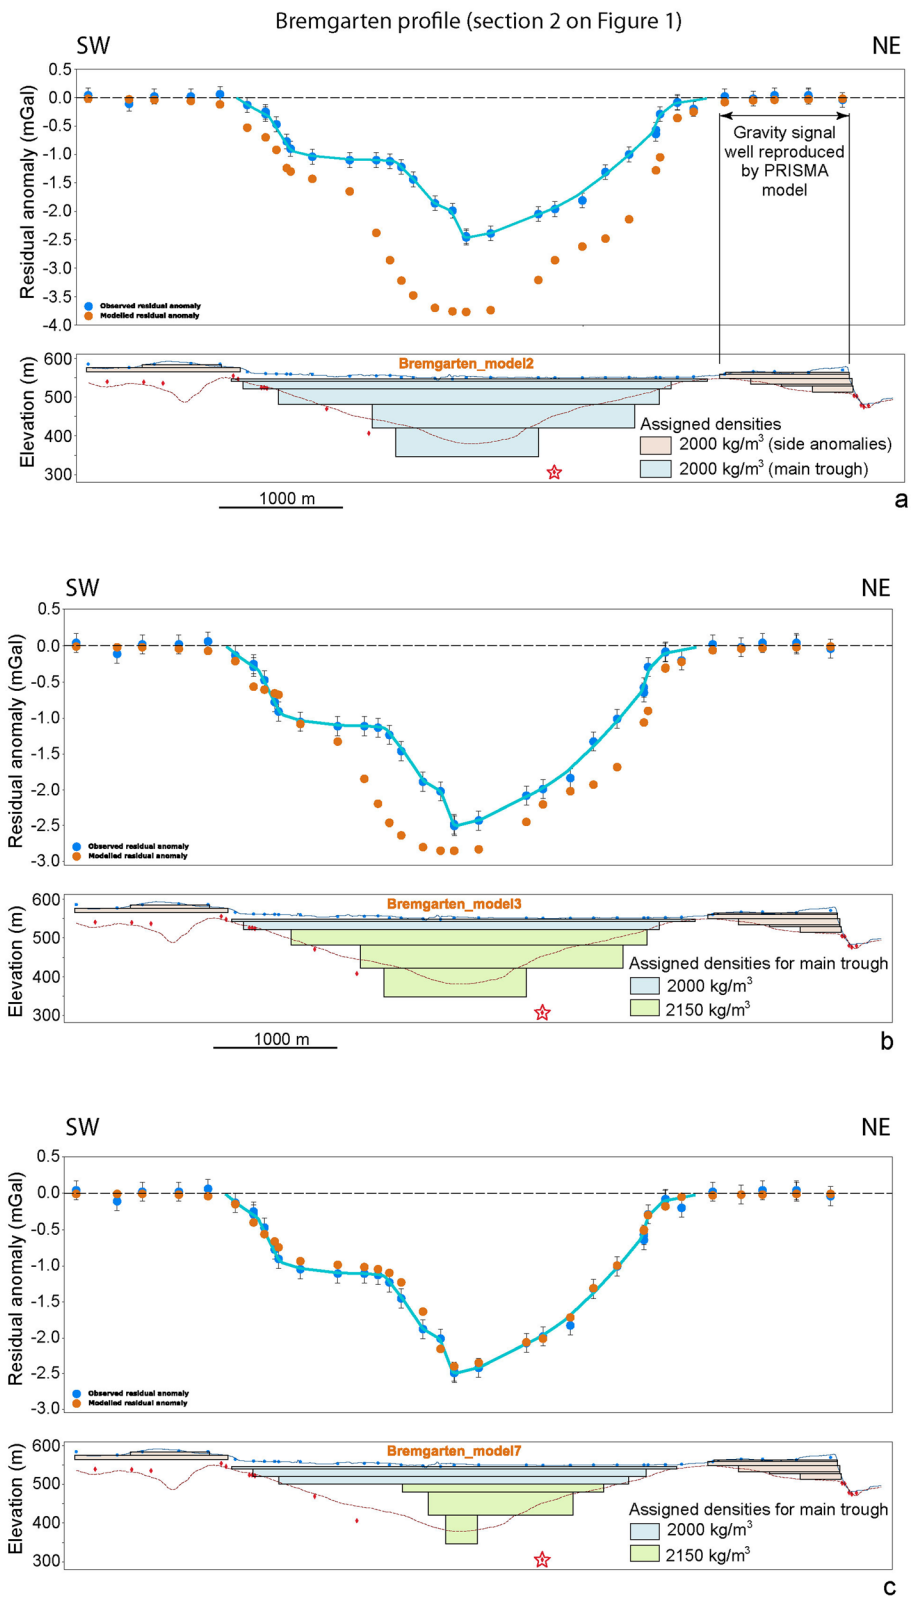 Bremgarten profile (section 2 on Figure 1)
SW
NE
Residual anomaly (mGal)
0.5
0.0
-0.5
-1.0
-1.5
-2.0
-2.5
-3.0
-3.5
-4.0
Gravity signal
well reproduced
by PRISMA
model
Observed residual anomaly
Modelled residual anomaly
Elevation (m)
600
500
400
300
Bremgarten_model2
Assigned densities
2000 kg/m³ (side anomalies)
2000 kg/m³ (main trough)
1000 m
a
SW
NE
Residual anomaly (mGal)
0.5
0.0
-0.5
-1.0
-1.5
-2.0
-2.5
-3.0
Observed residual anomaly
Modelled residual anomaly
Elevation (m)
600
500
400
300
Bremgarten_model3
Assigned densities for main trough
2000 kg/m³
2150 kg/m³
1000 m
b
SW
NE
Residual anomaly (mGal)
0.5
0.0
-0.5
-1.0
-1.5
-2.0
-2.5
-3.0
Observed residual anomaly
Modelled residual anomaly
Elevation (m)
600
500
400
300
Bremgarten_model7
Assigned densities for main trough
2000 kg/m³
2150 kg/m³
c